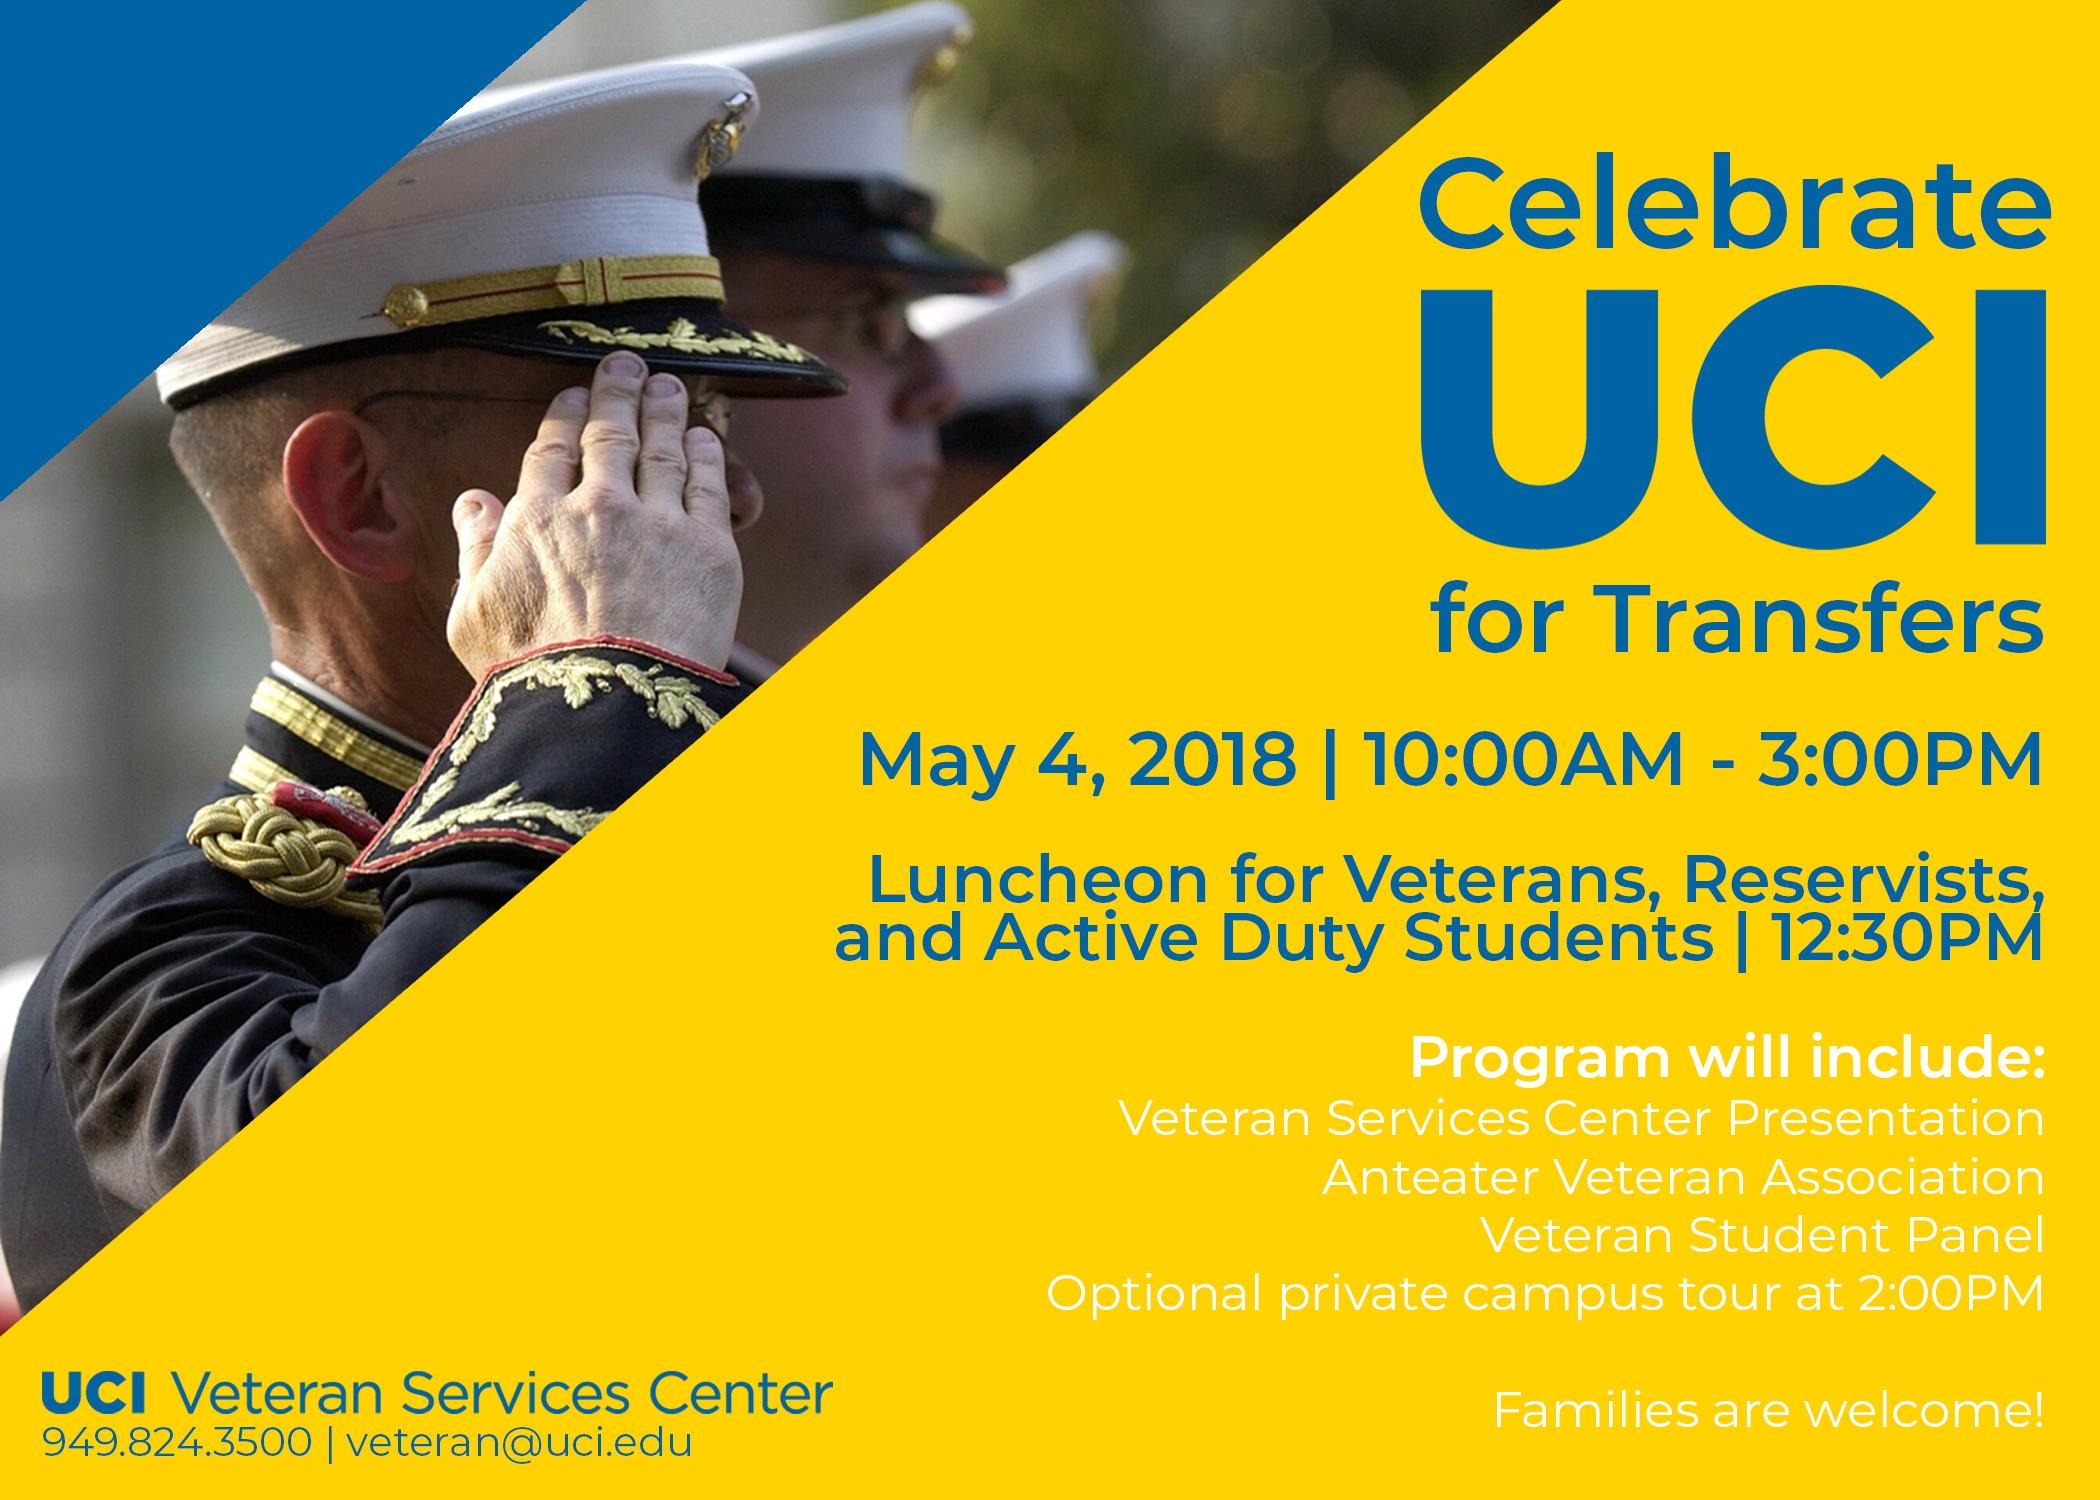 Celebrate
UCI
for Transfers
May 4, 2018 | 10:00AM - 3:00PM
Luncheon for Veterans, Reservists,
and Active Duty Students | 12:30PM
Program will include:
Veteran Services Center Presentation
Anteater Veteran Association
Veteran Student Panel
Optional private campus tour at 2:00PM
Families are welcome!
UCI Veteran Services Center
949.824.3500 | veteran@uci.edu